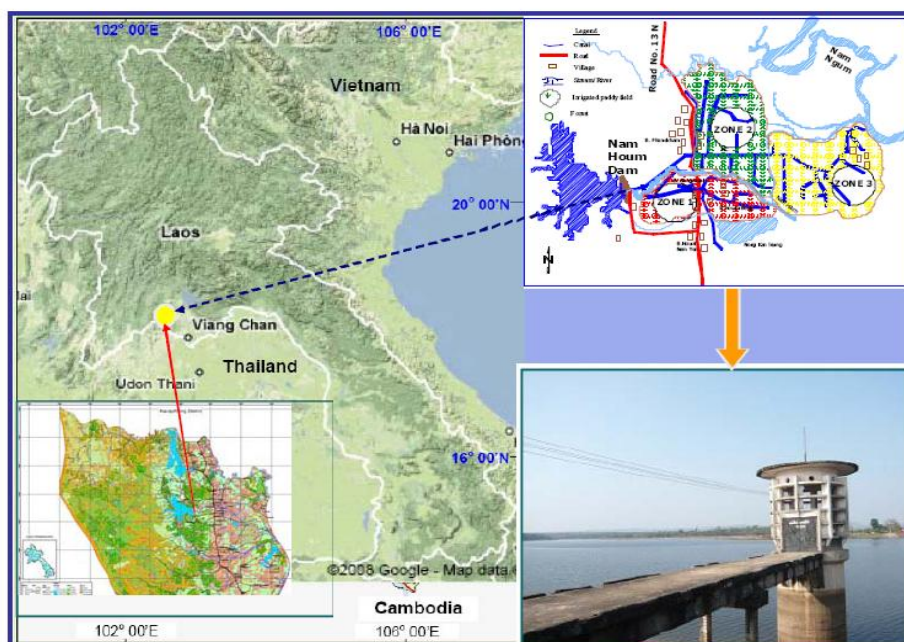 102° 00'E
106° 00'E
Vietnam
Hà Noi
Hai Phòng
20° 00'N
Laos
Viang Chan
Thailand
Udon Thani
16° 00'N
©2008 Google - Map data ©
Cambodia
102° 00'E
106° 00'E
Legend
Canal
Road
Village
Stream/ River
Irrigated paddy field
Forest
Road No. 13 N
Nam
Ngum
ZONE 2
Nam
Houm
Dam
ZONE 1
ZONE 3
N